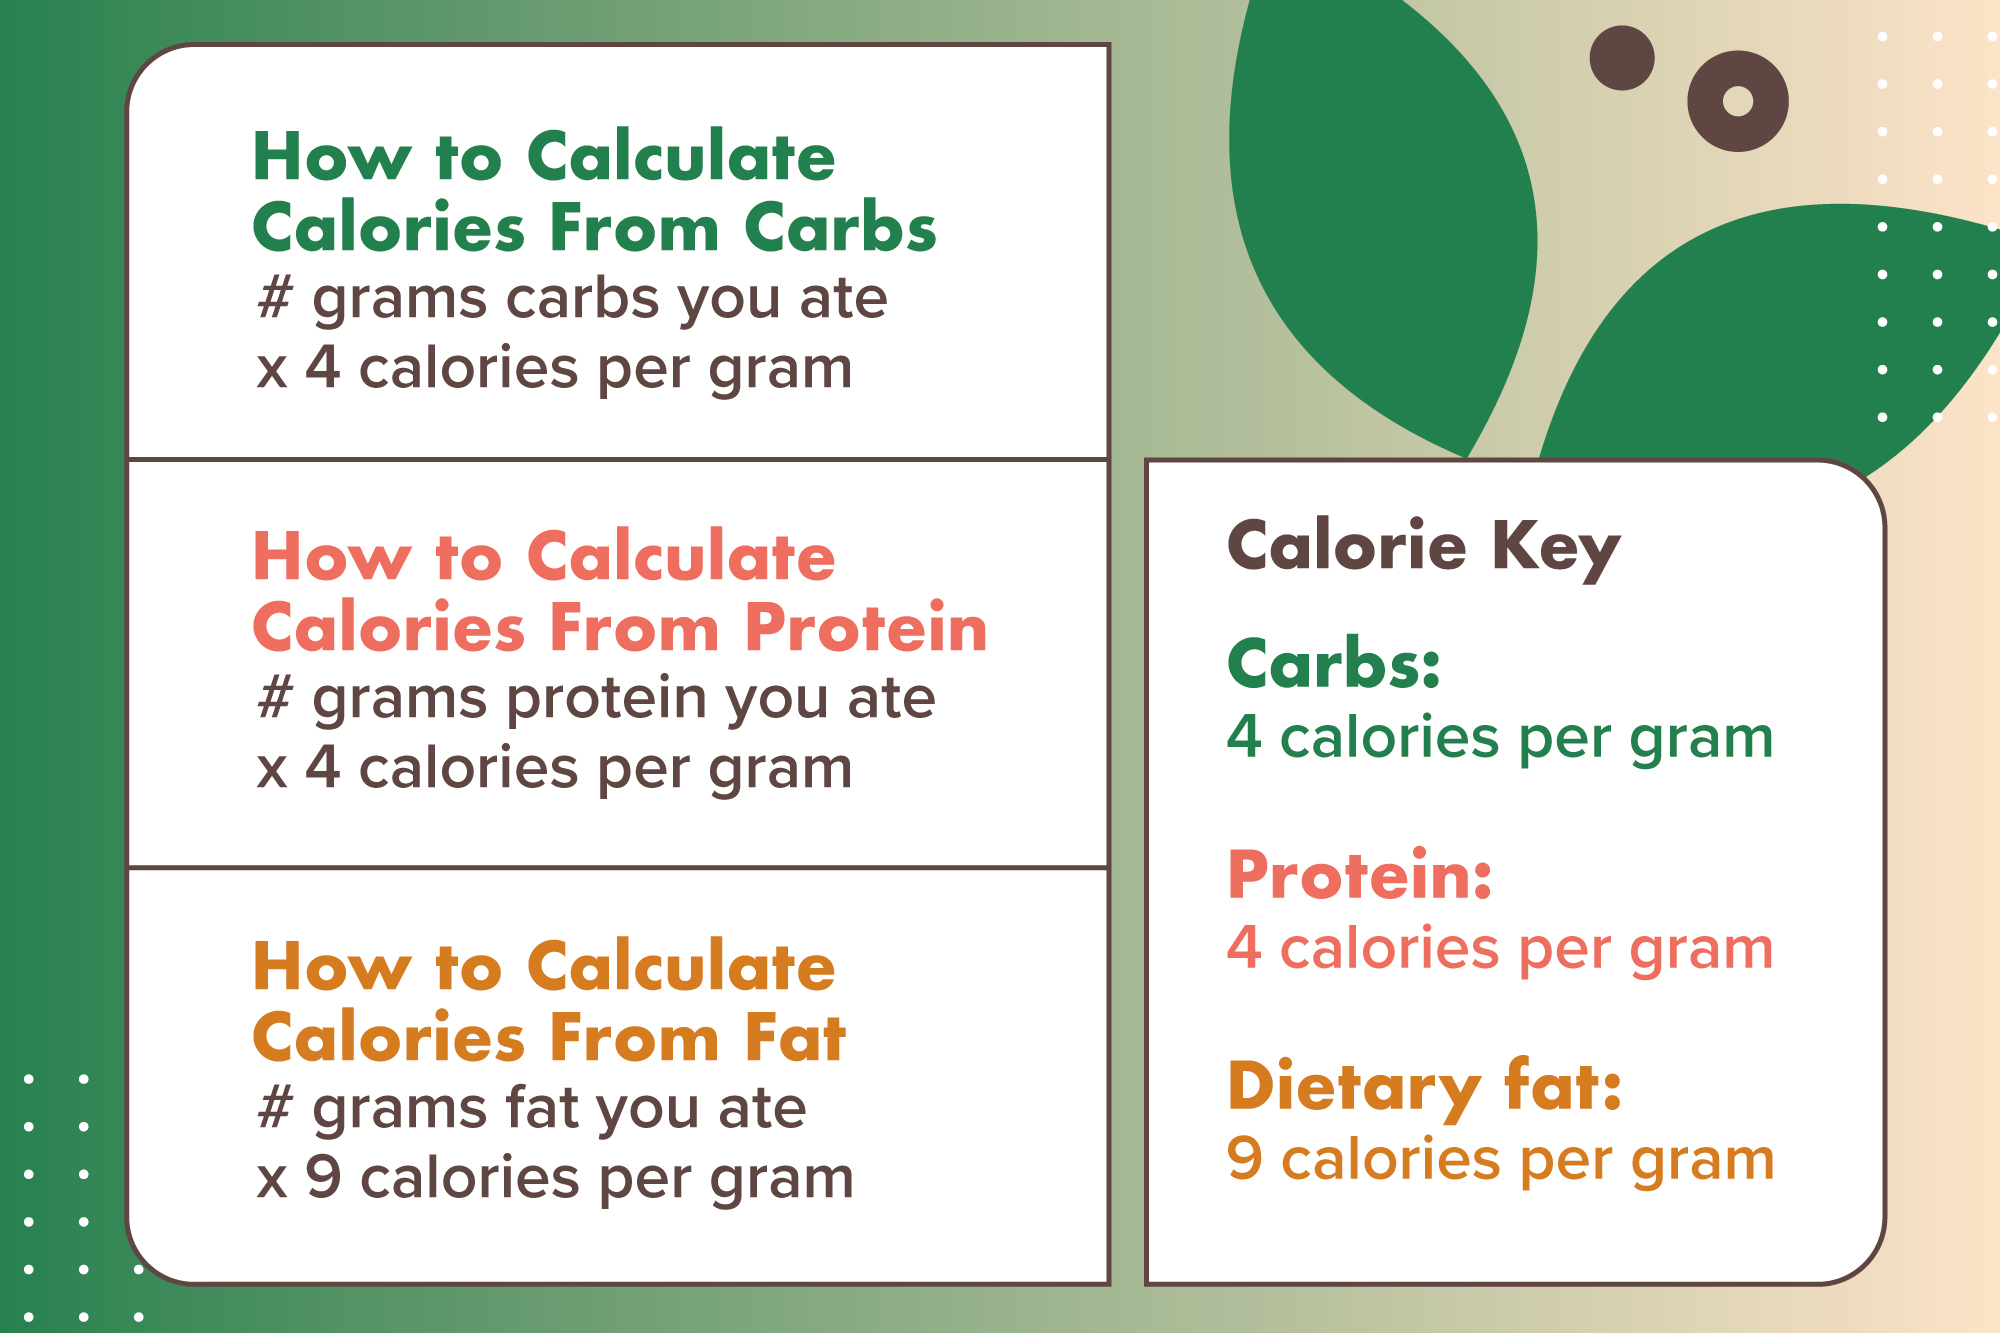 How to Calculate
Calories From Carbs
# grams carbs you ate
x 4 calories per gram
How to Calculate
Calories From Protein
# grams protein you ate
x 4 calories per gram
How to Calculate
Calories From Fat
# grams fat you ate
x 9 calories per gram
Calorie Key
Carbs:
4 calories per gram
Protein:
4 calories per gram
Dietary fat:
9 calories per gram